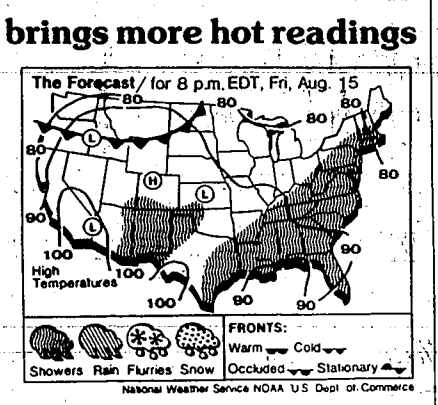 brings more hot readings
The Forecast/ for 8 p.m. EDT, Fri, Aug. 15
80 80 80
80
80 80
L
H
L
90
L
90
100
High 100
Temperatures
100 90 90
Showers Rain Flurries Snow
FRONTS:
Warm Cold
Occluded Stationary
National Weather Service NOAA U S Dept of Commerce